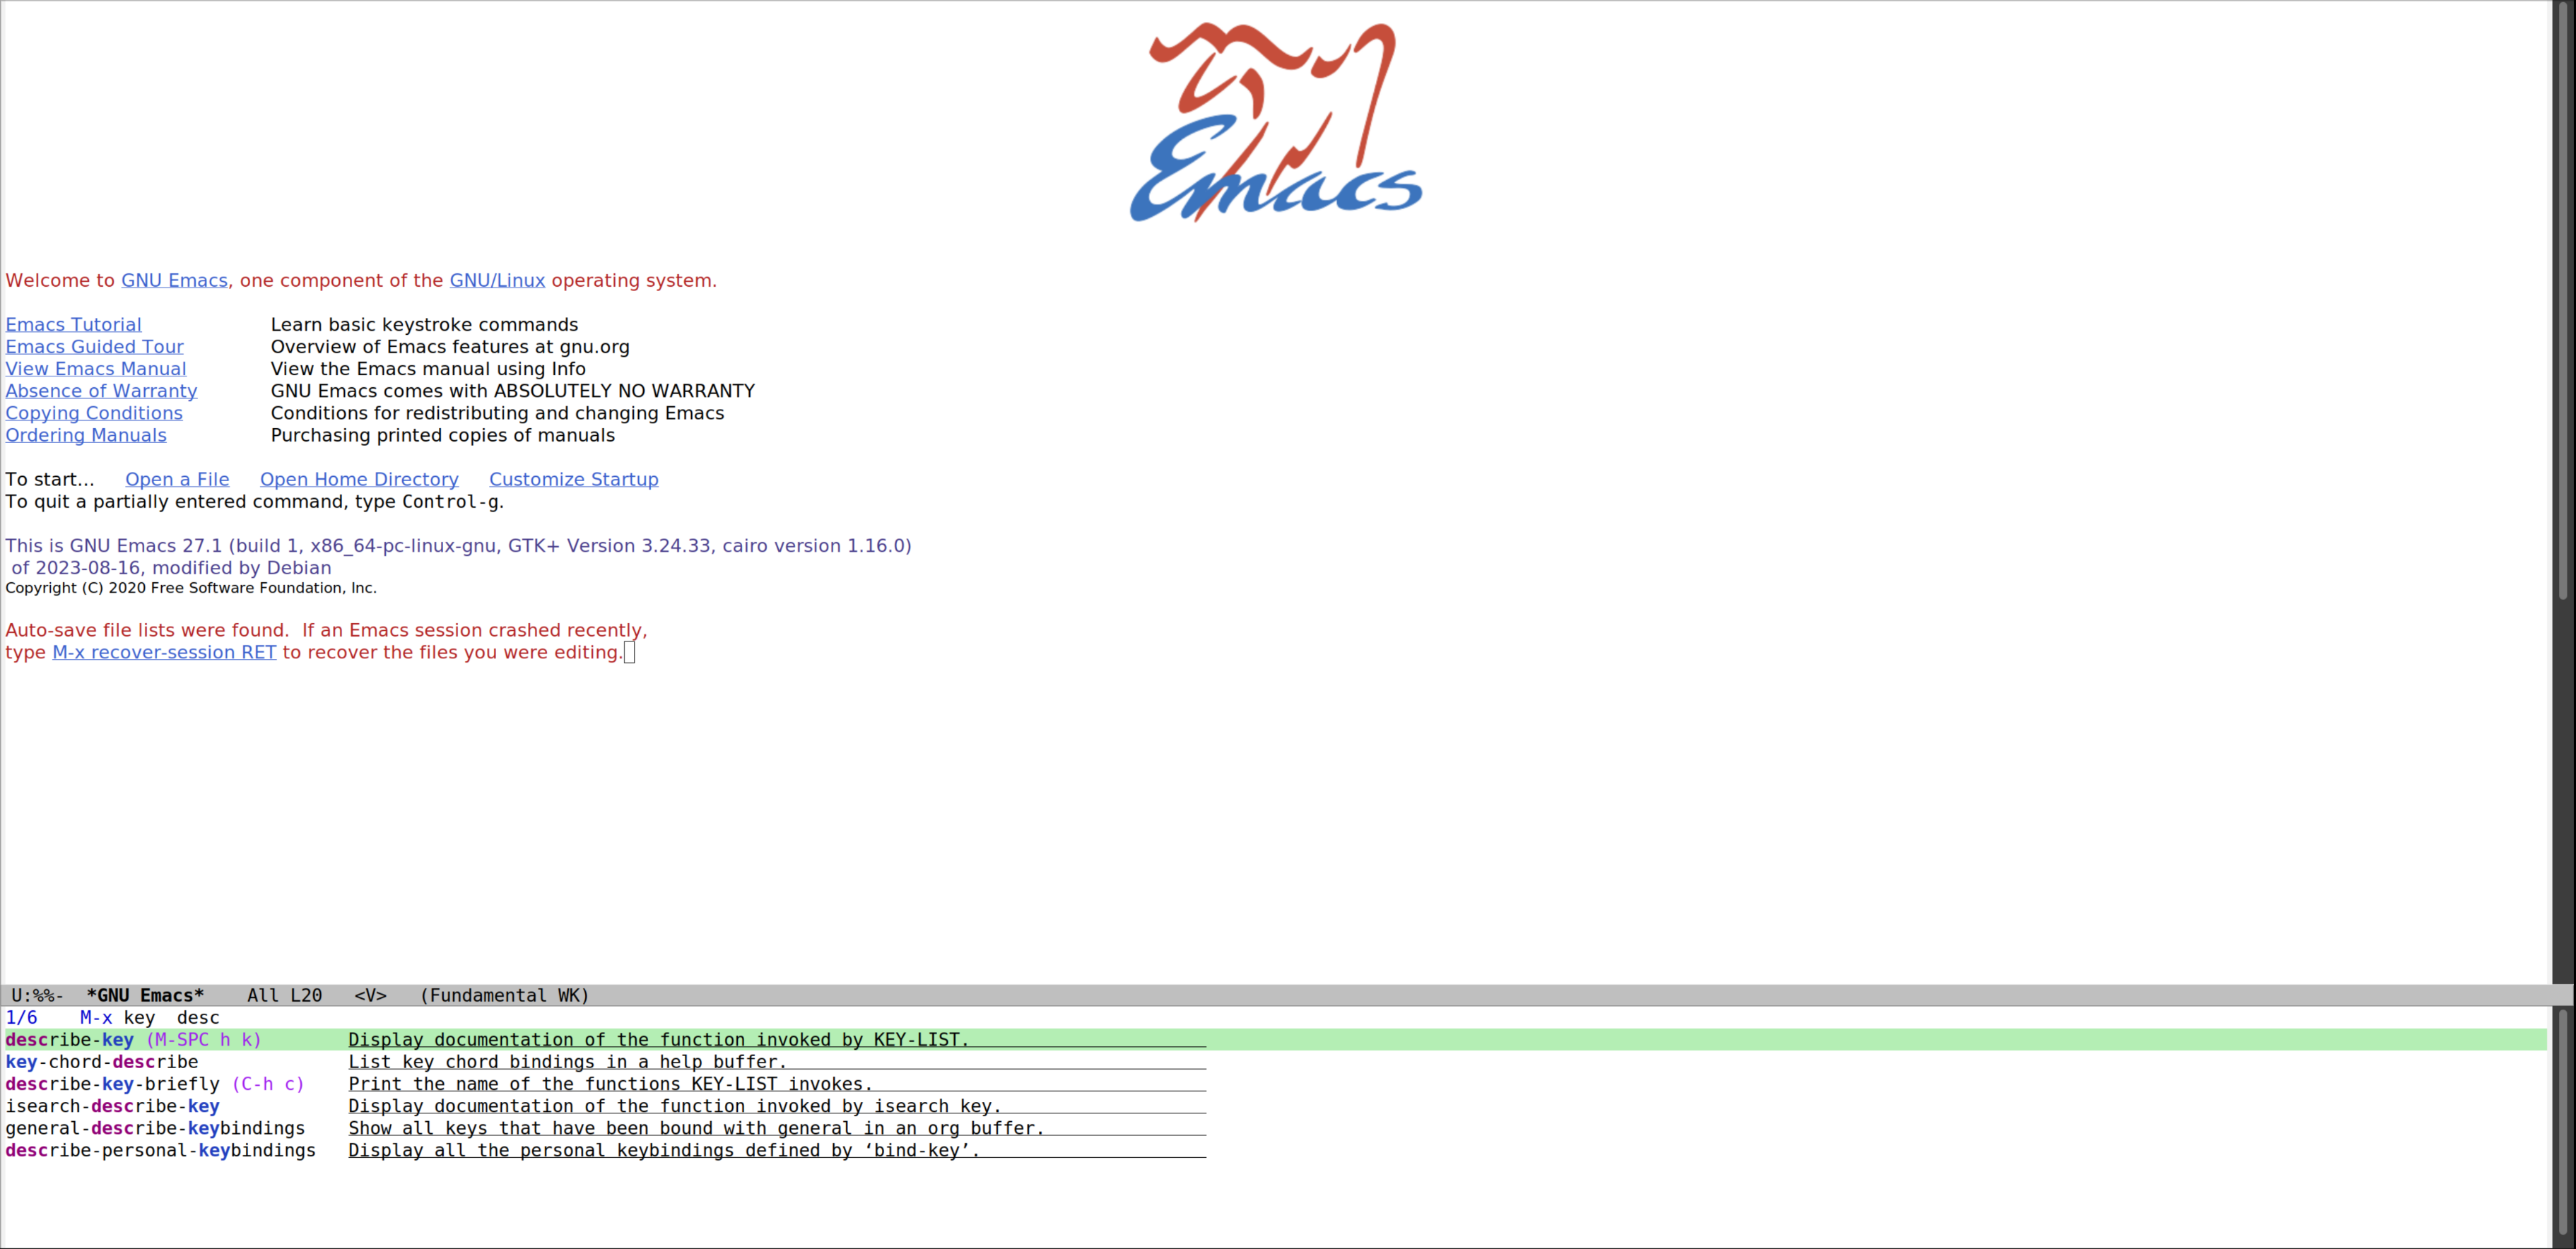 Emacs
Welcome to GNU Emacs, one component of the GNU/Linux operating system.
Emacs Tutorial Learn basic keystroke commands
Emacs Guided Tour Overview of Emacs features at gnu.org
View Emacs Manual View the Emacs manual using Info
Absence of Warranty GNU Emacs comes with ABSOLUTELY NO WARRANTY
Copying Conditions Conditions for redistributing and changing Emacs
Ordering Manuals Purchasing printed copies of manuals
To start... Open a File Open Home Directory Customize Startup
To quit a partially entered command, type Control-g.
This is GNU Emacs 27.1 (build 1, x86_64-pc-linux-gnu, GTK+ Version 3.24.33, cairo version 1.16.0)
of 2023-08-16, modified by Debian
Copyright (C) 2020 Free Software Foundation, Inc.
Auto-save file lists were found.  If an Emacs session crashed recently,
type M-x recover-session RET to recover the files you were editing.
U:%%-  *GNU Emacs*    All L20   <V>   (Fundamental WK)
1/6    M-x key  desc
describe-key (M-SPC h k) Display documentation of the function invoked by KEY-LIST.
key-chord-describe List key chord bindings in a help buffer.
describe-key-briefly (C-h c) Print the name of the functions KEY-LIST invokes.
isearch-describe-key Display documentation of the function invoked by isearch key.
general-describe-keybindings Show all keys that have been bound with general in an org buffer.
describe-personal-keybindings Display all the personal keybindings defined by ‘bind-key’.